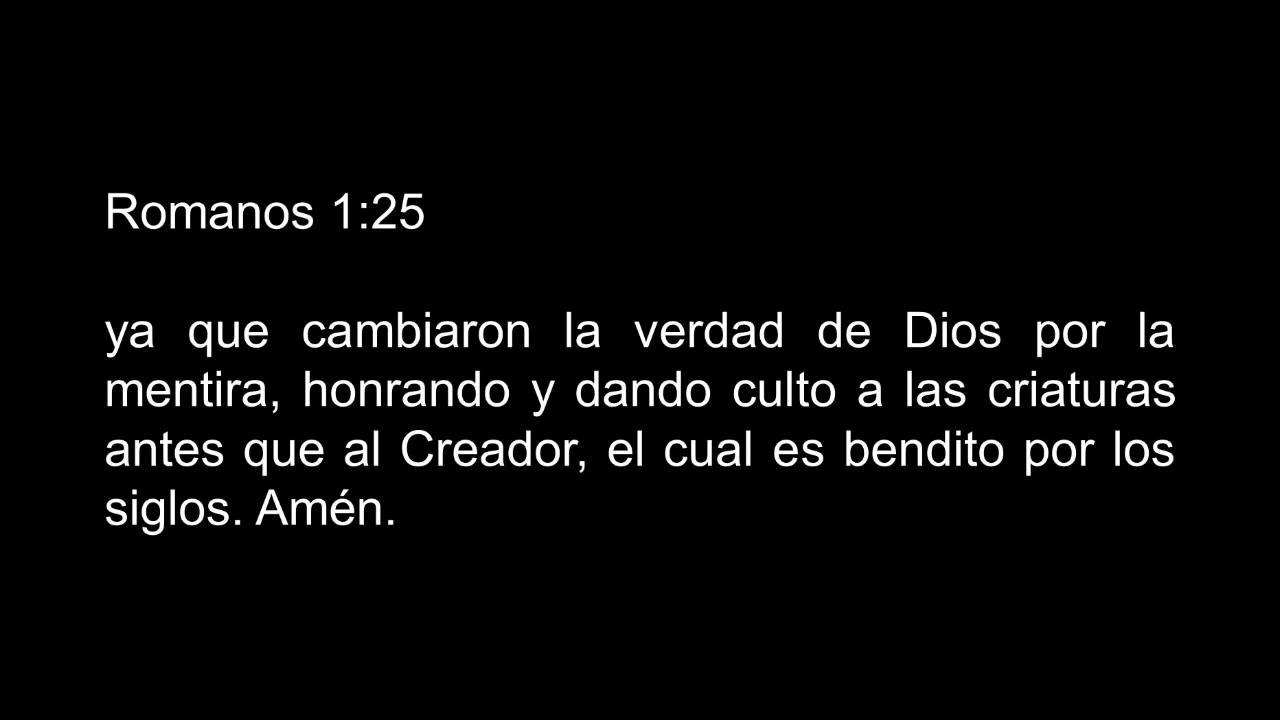 Romanos 1:25
ya que cambiaron la verdad de Dios por la
mentira, honrando y dando culto a las criaturas
antes que al Creador, el cual es bendito por los
siglos. Amén.